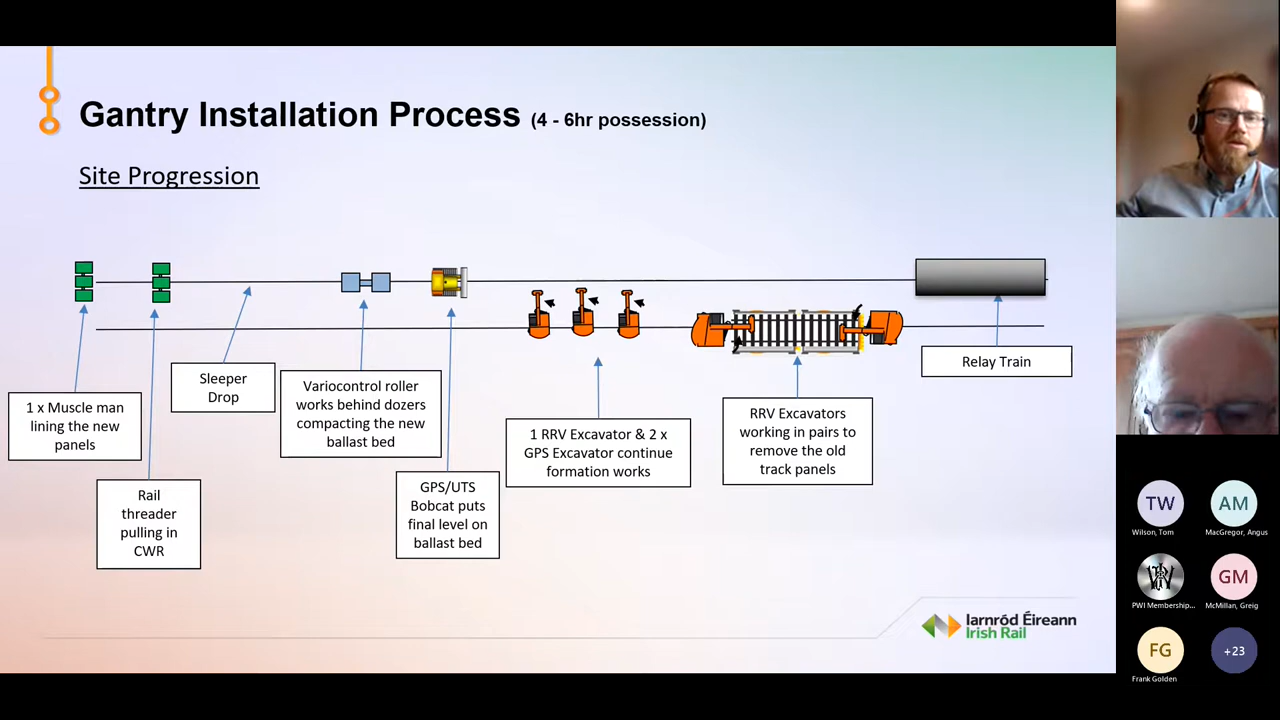 Gantry Installation Process (4 - 6hr possession)
Site Progression
1 x Muscle man
lining the new
panels
Rail
threader
pulling in
CWR
Sleeper
Drop
Variocontrol roller
works behind dozers
compacting the new
ballast bed
GPS/UTS
Bobcat puts
final level on
ballast bed
1 RRV Excavator & 2 x
GPS Excavator continue
formation works
RRV Excavators
working in pairs to
remove the old
track panels
Relay Train
Iarnród Éireann
Irish Rail
TW
Wilson, Tom
AM
MacGregor, Angus
PWI Membership...
GM
McMillan, Greig
FG
Frank Golden
+23